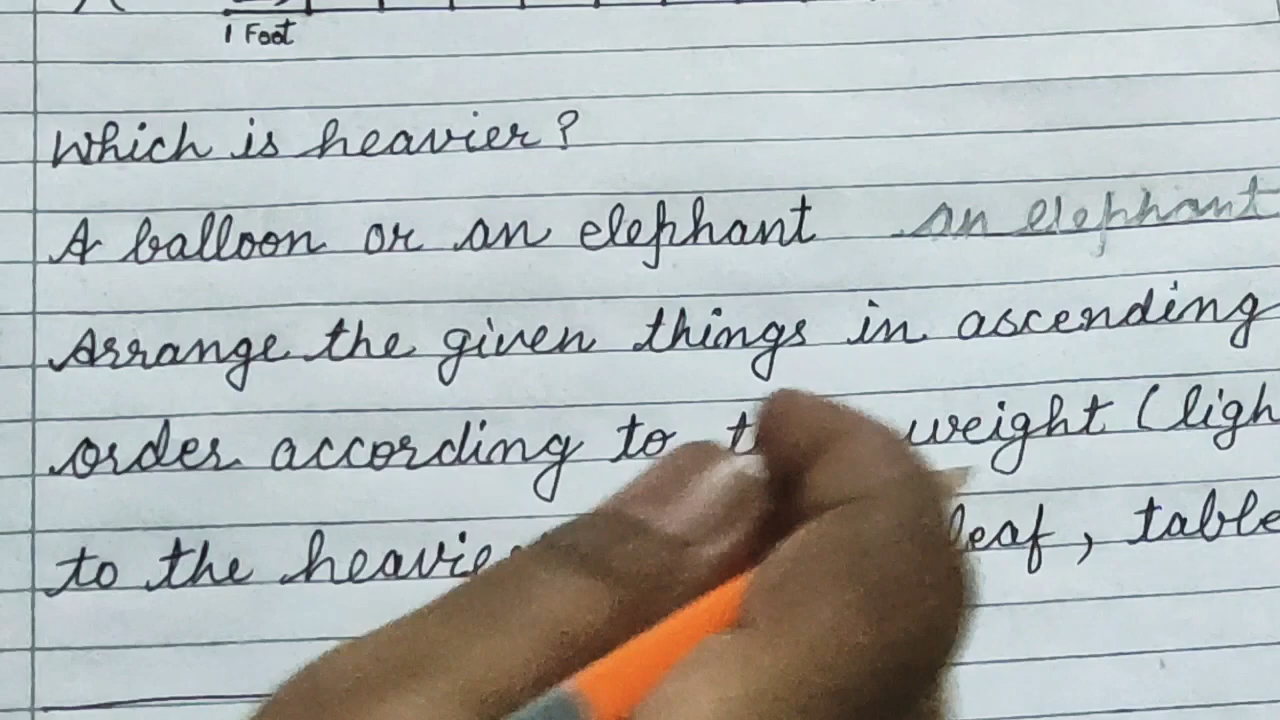 1 Foot
Which is heavier?
A balloon or an elephant an elephant
Arrange the given things in ascending
order according to weight (ligh
to the heavie leaf, table